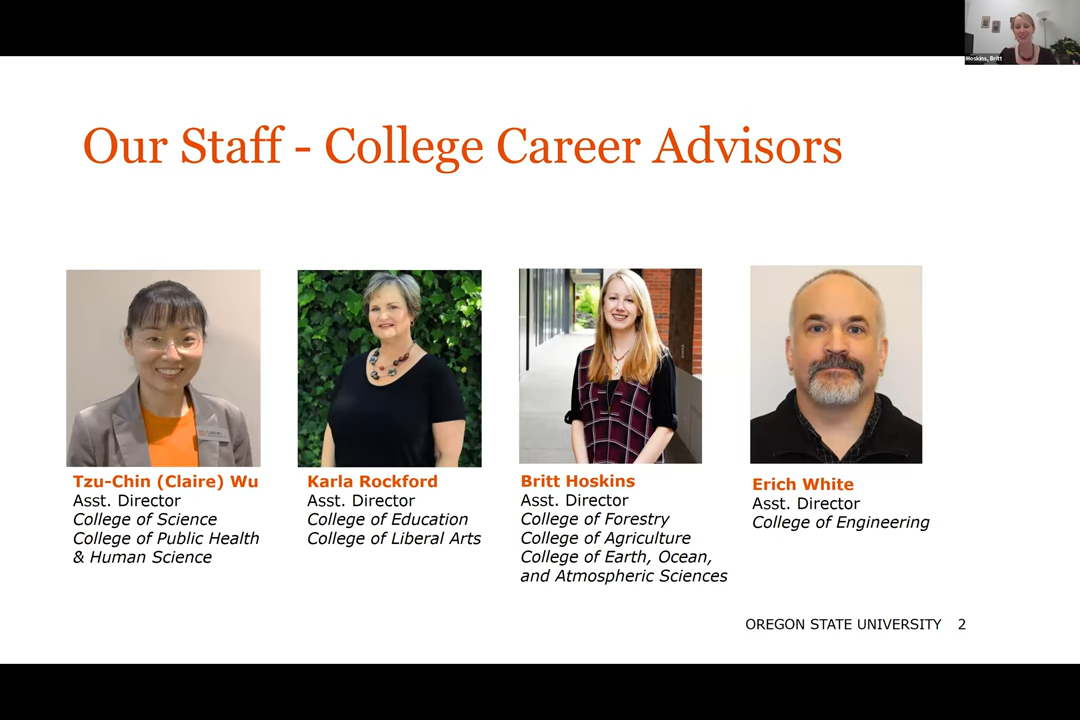 Hoskins, Britt
Our Staff - College Career Advisors
Tzu-Chin (Claire) Wu
Asst. Director
College of Science
College of Public Health
& Human Science
Karla Rockford
Asst. Director
College of Education
College of Liberal Arts
Britt Hoskins
Asst. Director
College of Forestry
College of Agriculture
College of Earth, Ocean,
and Atmospheric Sciences
Erich White
Asst. Director
College of Engineering
OREGON STATE UNIVERSITY 2